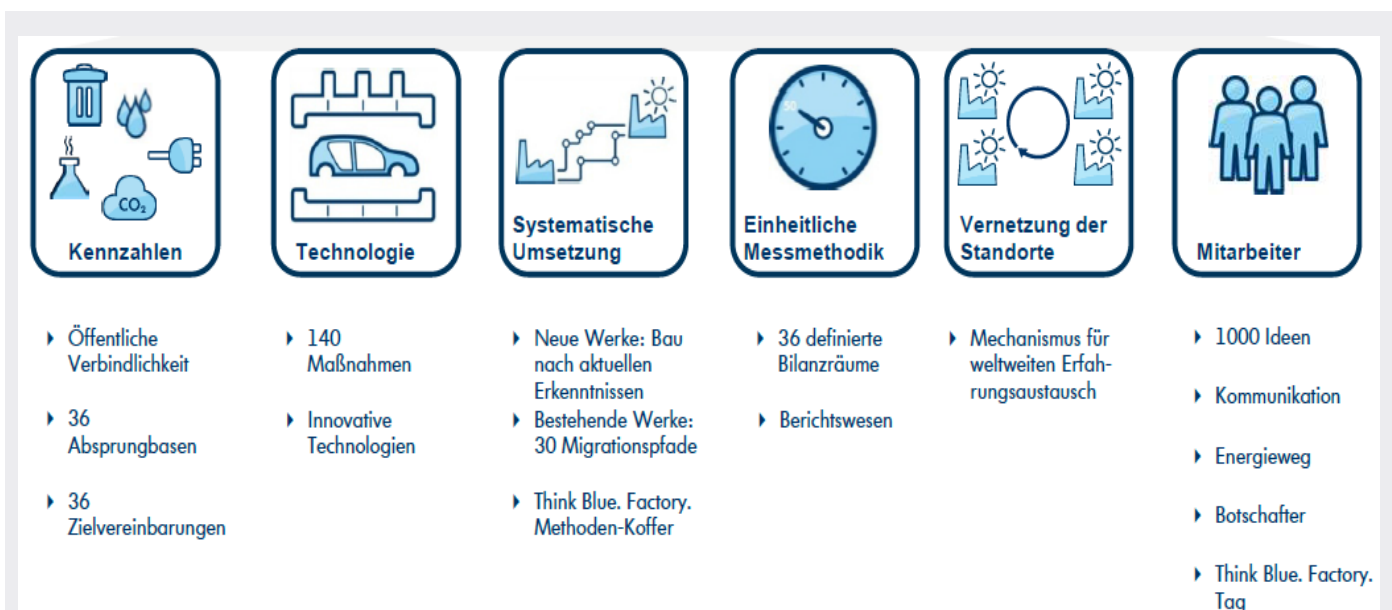 CO₂
50
Kennzahlen
Technologie
Systematische
Umsetzung
Einheitliche
Messmethodik
Vernetzung der
Standorte
Mitarbeiter
Öffentliche
Verbindlichkeit
36
Absprungbasen
36
Zielvereinbarungen
140
Maßnahmen
Innovative
Technologien
Neue Werke: Bau
nach aktuellen
Erkenntnissen
Bestehende Werke:
30 Migrationspfade
Think Blue. Factory.
Methoden-Koffer
36 definierte
Bilanzräume
Berichtswesen
Mechanismus für
weltweiten Erfah-
rungsaustausch
1000 Ideen
Kommunikation
Energieweg
Botschafter
Think Blue. Factory.
Tag